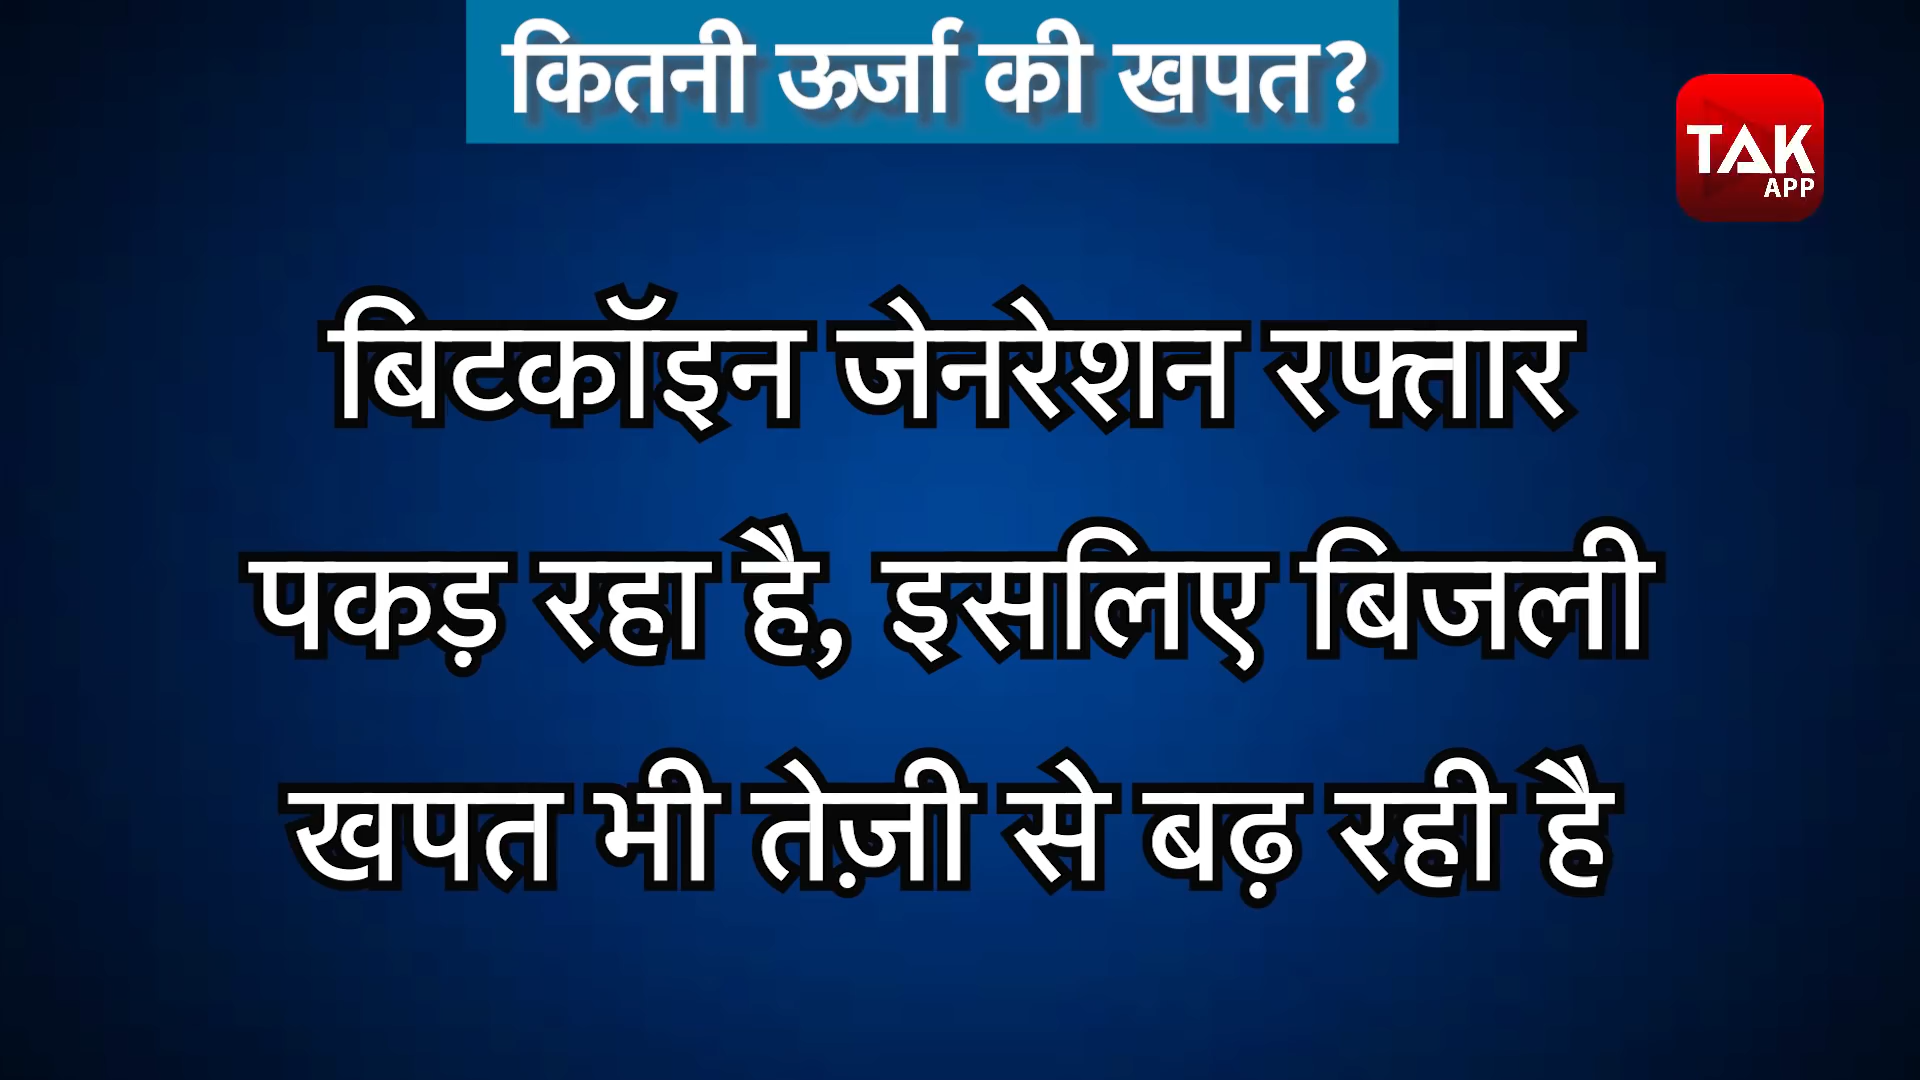 कितनी ऊर्जा की खपत?
TAK
APP
बिटकॉइन जेनरेशन रफ्तार
पकड़ रहा है, इसलिए बिजली
खपत भी तेज़ी से बढ़ रही है